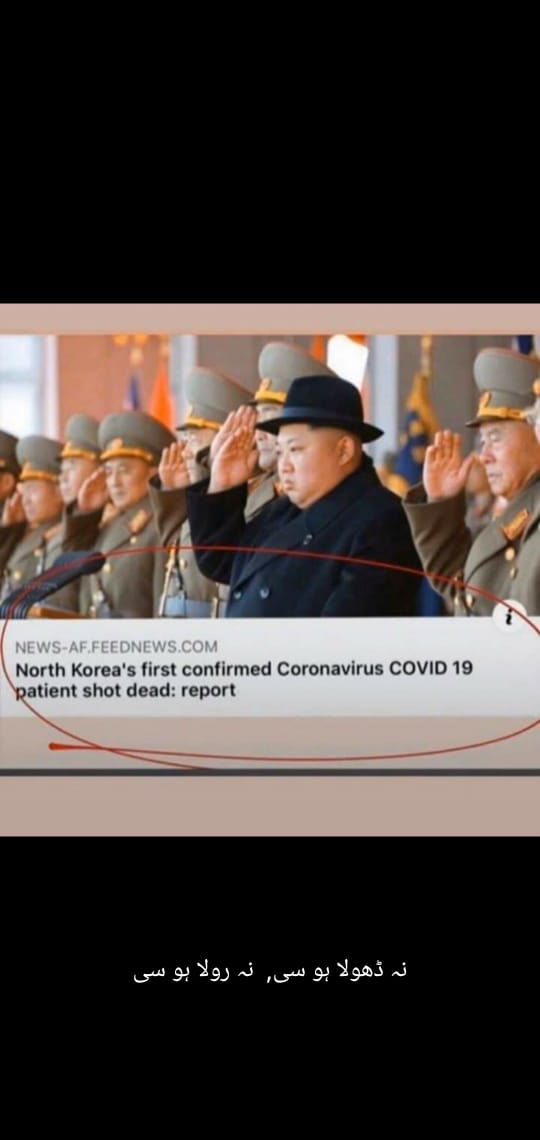 NEWS-AF.FEEDNEWS.COM
North Korea's first confirmed Coronavirus COVID 19
patient shot dead: report
نہ ڈھولا ہو سی, نہ رولا ہو سی